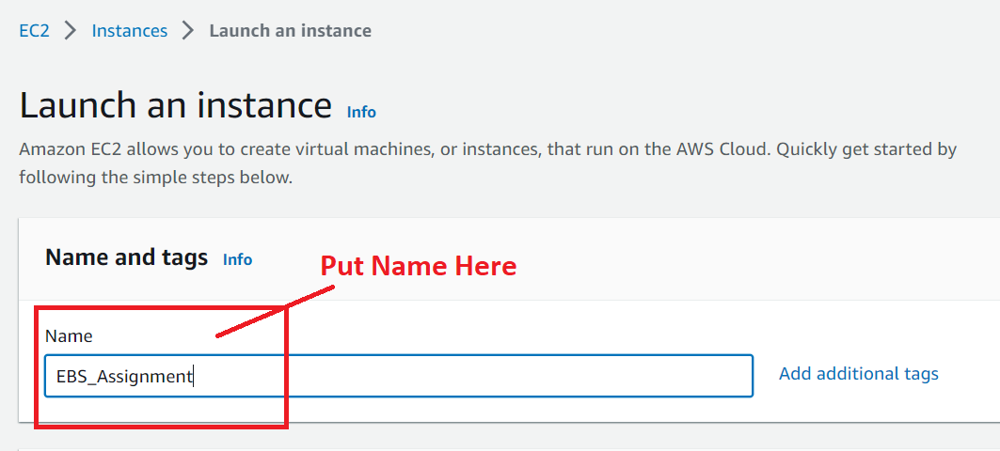 EC2 > Instances > Launch an instance
Launch an instance Info
Amazon EC2 allows you to create virtual machines, or instances, that run on the AWS Cloud. Quickly get started by
following the simple steps below.
Name and tags Info
Put Name Here
Name
EBS_Assignment
Add additional tags